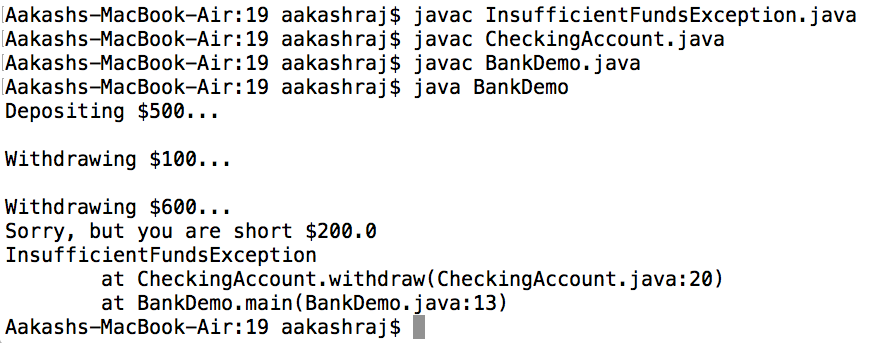 Aakashs-MacBook-Air:19 aakashraj$ javac InsufficientFundsException.java
Aakashs-MacBook-Air:19 aakashraj$ javac CheckingAccount.java
Aakashs-MacBook-Air:19 aakashraj$ javac BankDemo.java
Aakashs-MacBook-Air:19 aakashraj$ java BankDemo
Depositing $500...
Withdrawing $100...
Withdrawing $600...
Sorry, but you are short $200.0
InsufficientFundsException
at CheckingAccount.withdraw(CheckingAccount.java:20)
at BankDemo.main(BankDemo.java:13)
Aakashs-MacBook-Air:19 aakashraj$